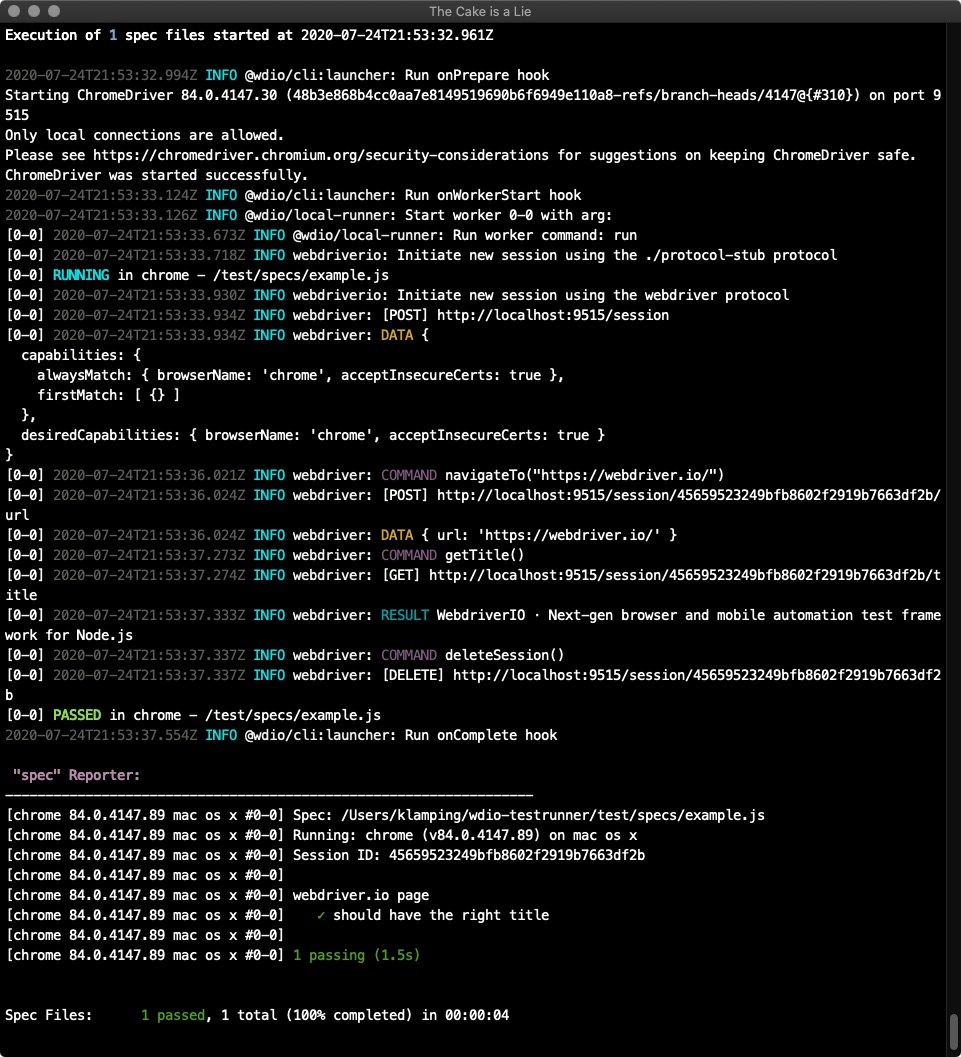 The Cake is a Lie
Execution of 1 spec files started at 2020-07-24T21:53:32.961Z
2020-07-24T21:53:32.994Z INFO @wdio/cli:launcher: Run onPrepare hook
Starting ChromeDriver 84.0.4147.30 (48b3e868b4cc0aa7e8149519690b6f6949e110a8-refs/branch-heads/4147@{#310}) on port 9
515
Only local connections are allowed.
Please see https://chromedriver.chromium.org/security-considerations for suggestions on keeping ChromeDriver safe.
ChromeDriver was started successfully.
2020-07-24T21:53:33.124Z INFO @wdio/cli:launcher: Run onWorkerStart hook
2020-07-24T21:53:33.126Z INFO @wdio/local-runner: Start worker 0-0 with arg:
[0-0] 2020-07-24T21:53:33.673Z INFO @wdio/local-runner: Run worker command: run
[0-0] 2020-07-24T21:53:33.718Z INFO webdriverio: Initiate new session using the ./protocol-stub protocol
[0-0] RUNNING in chrome - /test/specs/example.js
[0-0] 2020-07-24T21:53:33.930Z INFO webdriverio: Initiate new session using the webdriver protocol
[0-0] 2020-07-24T21:53:33.934Z INFO webdriver: [POST] http://localhost:9515/session
[0-0] 2020-07-24T21:53:33.934Z INFO webdriver: DATA {
  capabilities: {
    alwaysMatch: { browserName: 'chrome', acceptInsecureCerts: true },
    firstMatch: [ {} ]
  },
  desiredCapabilities: { browserName: 'chrome', acceptInsecureCerts: true }
}
[0-0] 2020-07-24T21:53:36.021Z INFO webdriver: COMMAND navigateTo("https://webdriver.io/")
[0-0] 2020-07-24T21:53:36.024Z INFO webdriver: [POST] http://localhost:9515/session/45659523249bfb8602f2919b7663df2b/
url
[0-0] 2020-07-24T21:53:36.024Z INFO webdriver: DATA { url: 'https://webdriver.io/' }
[0-0] 2020-07-24T21:53:37.273Z INFO webdriver: COMMAND getTitle()
[0-0] 2020-07-24T21:53:37.274Z INFO webdriver: [GET] http://localhost:9515/session/45659523249bfb8602f2919b7663df2b/t
itle
[0-0] 2020-07-24T21:53:37.333Z INFO webdriver: RESULT WebdriverIO · Next-gen browser and mobile automation test frame
work for Node.js
[0-0] 2020-07-24T21:53:37.337Z INFO webdriver: COMMAND deleteSession()
[0-0] 2020-07-24T21:53:37.337Z INFO webdriver: [DELETE] http://localhost:9515/session/45659523249bfb8602f2919b7663df2
b
[0-0] PASSED in chrome - /test/specs/example.js
2020-07-24T21:53:37.554Z INFO @wdio/cli:launcher: Run onComplete hook
"spec" Reporter:
------------------------------------------------------------------
[chrome 84.0.4147.89 mac os x #0-0] Spec: /Users/klamping/wdio-testrunner/test/specs/example.js
[chrome 84.0.4147.89 mac os x #0-0] Running: chrome (v84.0.4147.89) on mac os x
[chrome 84.0.4147.89 mac os x #0-0] Session ID: 45659523249bfb8602f2919b7663df2b
[chrome 84.0.4147.89 mac os x #0-0]
[chrome 84.0.4147.89 mac os x #0-0] webdriver.io page
[chrome 84.0.4147.89 mac os x #0-0]    ✓ should have the right title
[chrome 84.0.4147.89 mac os x #0-0]
[chrome 84.0.4147.89 mac os x #0-0] 1 passing (1.5s)
Spec Files:      1 passed, 1 total (100% completed) in 00:00:04